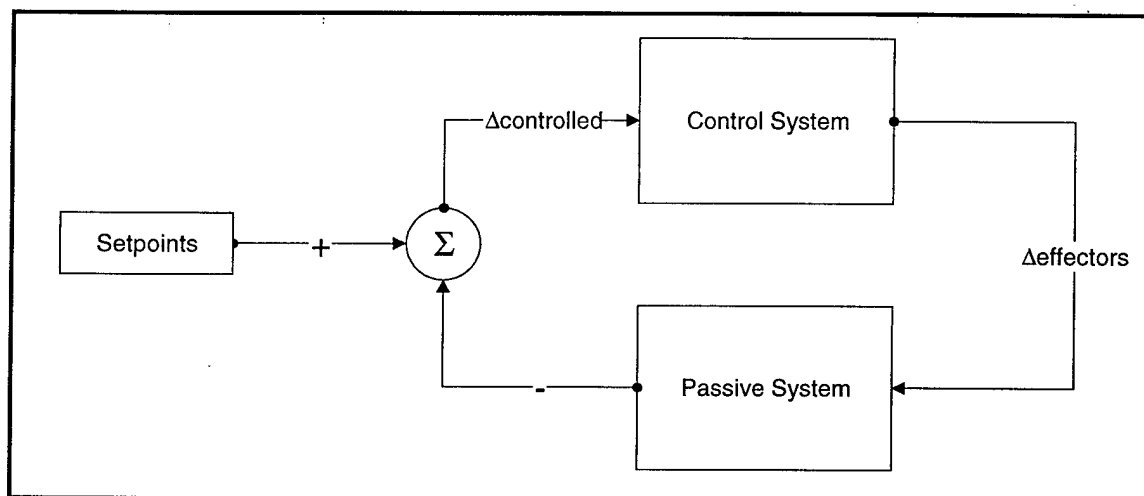 Δcontrolled
Control System
Setpoints
+
Σ
Δeffectors
-
Passive System